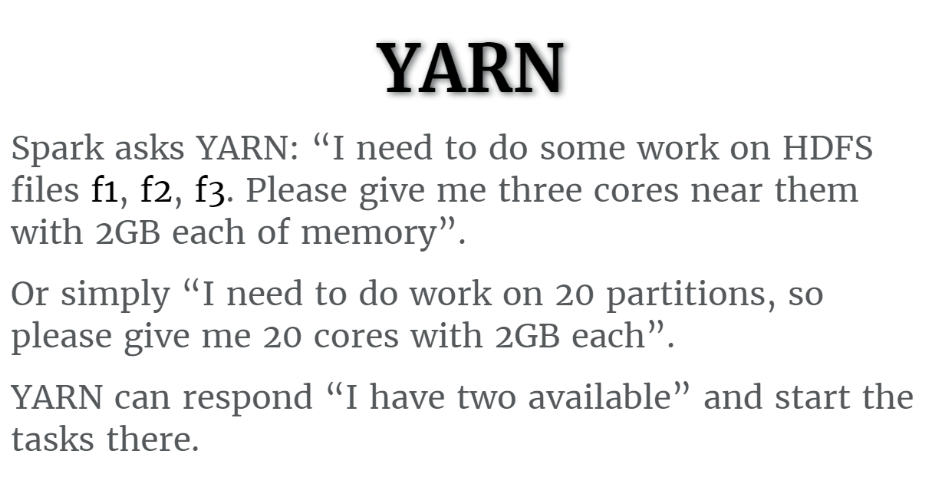 YARN
Spark asks YARN: “I need to do some work on HDFS
files f1, f2, f3. Please give me three cores near them
with 2GB each of memory”.
Or simply “I need to do work on 20 partitions, so
please give me 20 cores with 2GB each”.
YARN can respond “I have two available” and start the
tasks there.